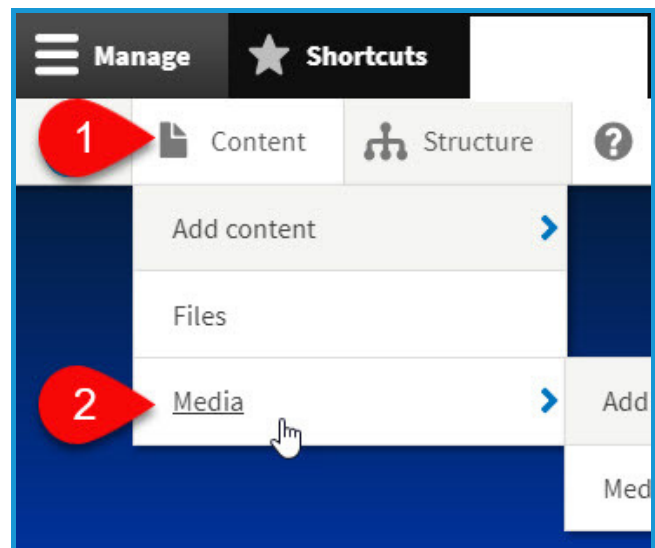 Manage Shortcuts
1 Content Structure
Add content
Files
2 Media Add
Med